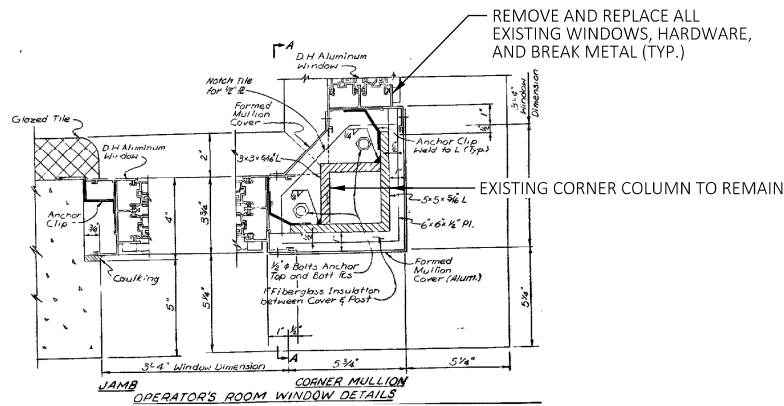 REMOVE AND REPLACE ALL
EXISTING WINDOWS, HARDWARE,
AND BREAK METAL (TYP.)
A
D.H Aluminum
Window
Notch Tile
for 1/2" ℞
Formed
Mullion
Cover
Glazed Tile
D.H Aluminum
Window
3'-4" Window
Dimension
1"
Anchor Clip
Weld to L (Typ.)
2"
3×3×5/16" L
EXISTING CORNER COLUMN TO REMAIN
5×5×5/16 L
6"×6"×1/2" Pl.
Anchor
Clip
4"
3 3/4"
3/8"
Caulking
1/2" ϕ Bolts Anchor
Top and Bott ℞s
1" Fiberglass Insulation
between Cover & Post
Formed
Mullion
Cover (Alum.)
5"
5 1/4"
5 1/4"
1"
1/2"
A
3'-4" Window Dimension
5 3/4"
5 1/4"
JAMB
CORNER MULLION
OPERATOR'S ROOM WINDOW DETAILS